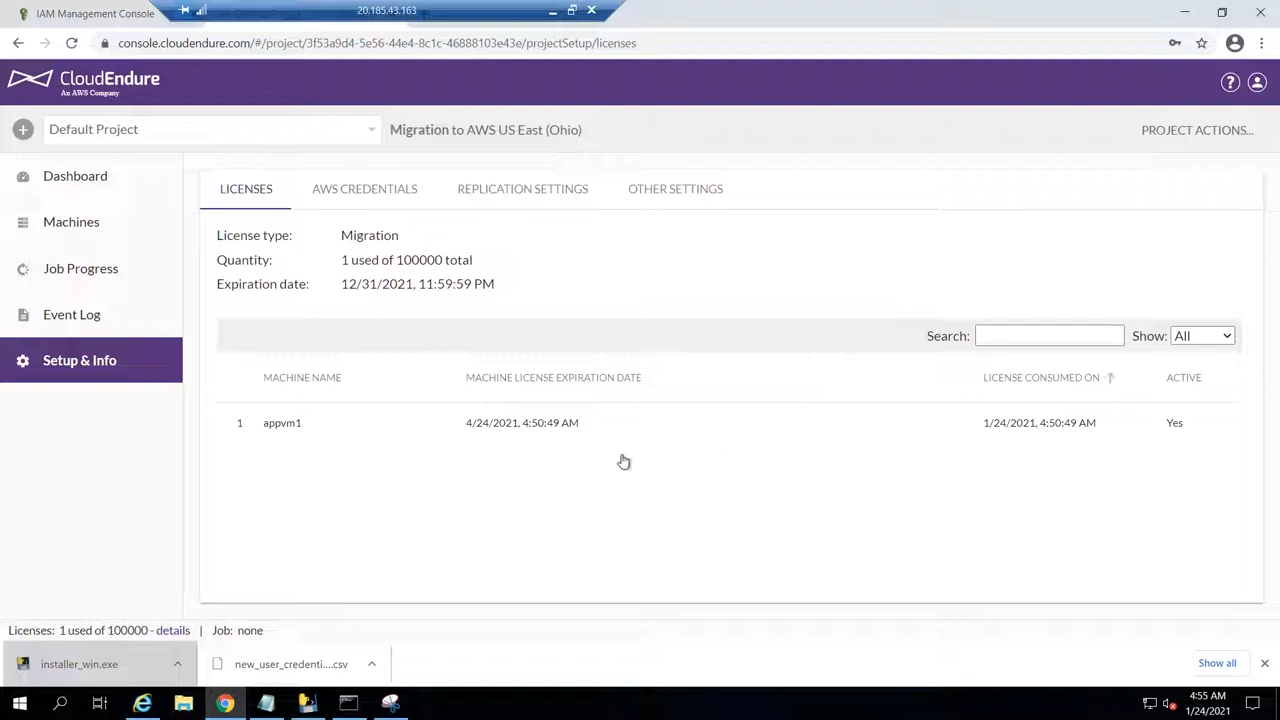 IAM Management Console
20.185.43.163
console.cloudendure.com/#/project/3f53a9d4-5e56-44e4-8c1c-46888103e43e/projectSetup/licenses
CloudEndure
An AWS Company
Default Project
Migration to AWS US East (Ohio)
PROJECT ACTIONS...
Dashboard
Machines
Job Progress
Event Log
Setup & Info
LICENSES AWS CREDENTIALS REPLICATION SETTINGS OTHER SETTINGS
License type: Migration
Quantity: 1 used of 100000 total
Expiration date: 12/31/2021, 11:59:59 PM
Search: Show: All
MACHINE NAME MACHINE LICENSE EXPIRATION DATE LICENSE CONSUMED ON ACTIVE
1 appvm1 4/24/2021, 4:50:49 AM 1/24/2021, 4:50:49 AM Yes
Licenses: 1 used of 100000 - details | Job: none
installer_win.exe new_user_credenti....csv Show all
4:55 AM
1/24/2021